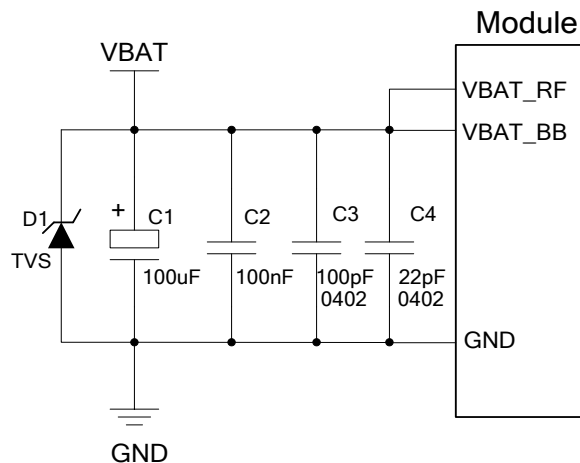 Module
VBAT
VBAT_RF
VBAT_BB
D1
TVS
+
C1
100uF
C2
100nF
C3
100pF
0402
C4
22pF
0402
GND
GND